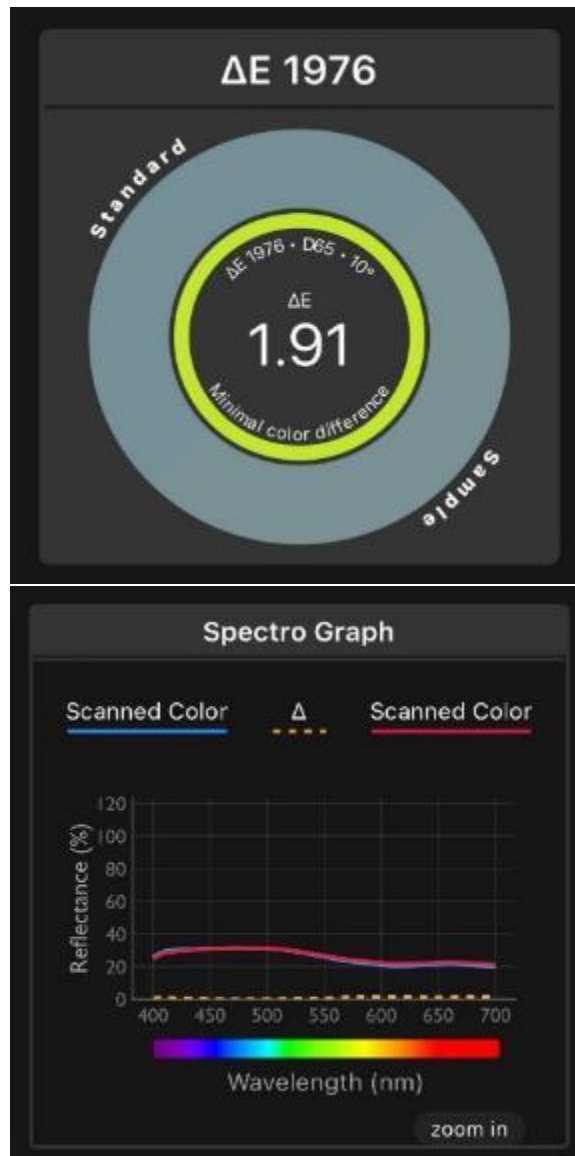 ΔE 1976
Standard
ΔE 1976 • D65 • 10°
ΔE
1.91
Minimal color difference
Sample
Spectro Graph
Scanned Color Δ Scanned Color
Reflectance (%)
120
100
80
60
40
20
0
400 450 500 550 600 650 700
Wavelength (nm)
zoom in